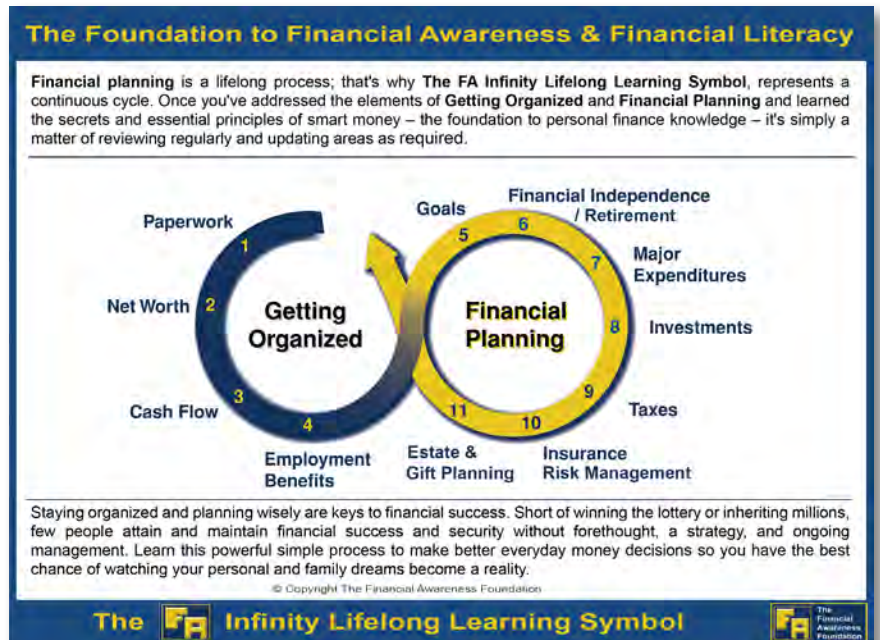 The Foundation to Financial Awareness & Financial Literacy
Financial planning is a lifelong process; that's why The FA Infinity Lifelong Learning Symbol, represents a
continuous cycle. Once you've addressed the elements of Getting Organized and Financial Planning and learned
the secrets and essential principles of smart money – the foundation to personal finance knowledge – it's simply a
matter of reviewing regularly and updating areas as required.
Paperwork
1
Net Worth
2
Cash Flow
3
Employment
Benefits
4
Getting
Organized
Goals
5
Financial Independence
/ Retirement
6
Major
Expenditures
7
Investments
8
Taxes
9
Insurance
Risk Management
10
Estate &
Gift Planning
11
Financial
Planning
Staying organized and planning wisely are keys to financial success. Short of winning the lottery or inheriting millions,
few people attain and maintain financial success and security without forethought, a strategy, and ongoing
management. Learn this powerful simple process to make better everyday money decisions so you have the best
chance of watching your personal and family dreams become a reality.
© Copyright The Financial Awareness Foundation
The FA Infinity Lifelong Learning Symbol
FA
The
Financial
Awareness
Foundation